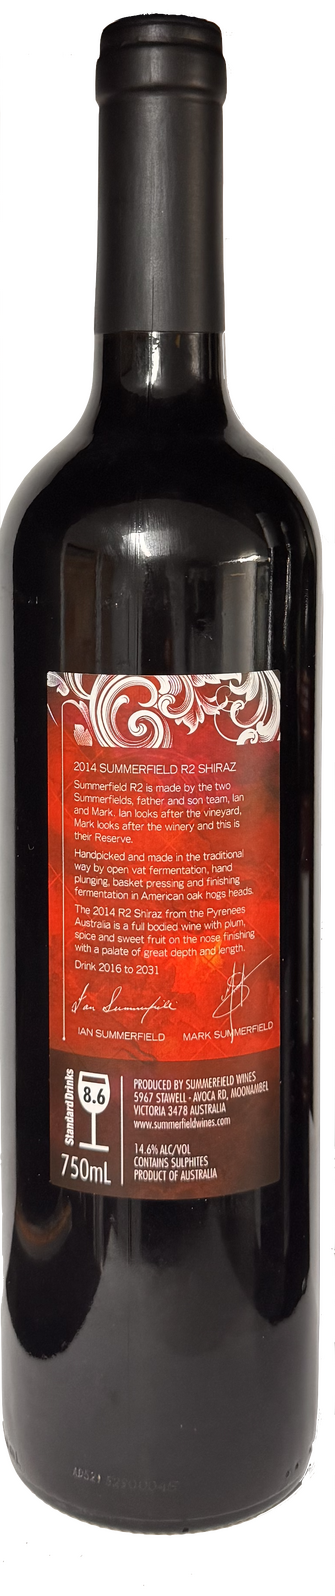 2014 SUMMERFIELD R2 SHIRAZ
Summerfield R2 is made by the two
Summerfields, father and son team, Ian
and Mark. Ian looks after the vineyard,
Mark looks after the winery and this is
their Reserve.
Handpicked and made in the traditional
way by open vat fermentation, hand
plunging, basket pressing and finishing
fermentation in American oak hogs heads.
The 2014 R2 Shiraz from the Pyrenees
Australia is a full bodied wine with plum,
spice and sweet fruit on the nose finishing
with a palate of great depth and length.
Drink 2016 to 2031
Ian Summerfield
IAN SUMMERFIELD MARK SUMMERFIELD
Standard Drinks
8.6
750mL
PRODUCED BY SUMMERFIELD WINES
5967 STAWELL - AVOCA RD, MOONAMBEL
VICTORIA 3478 AUSTRALIA
www.summerfieldwines.com
14.6% ALC/VOL
CONTAINS SULPHITES
PRODUCT OF AUSTRALIA